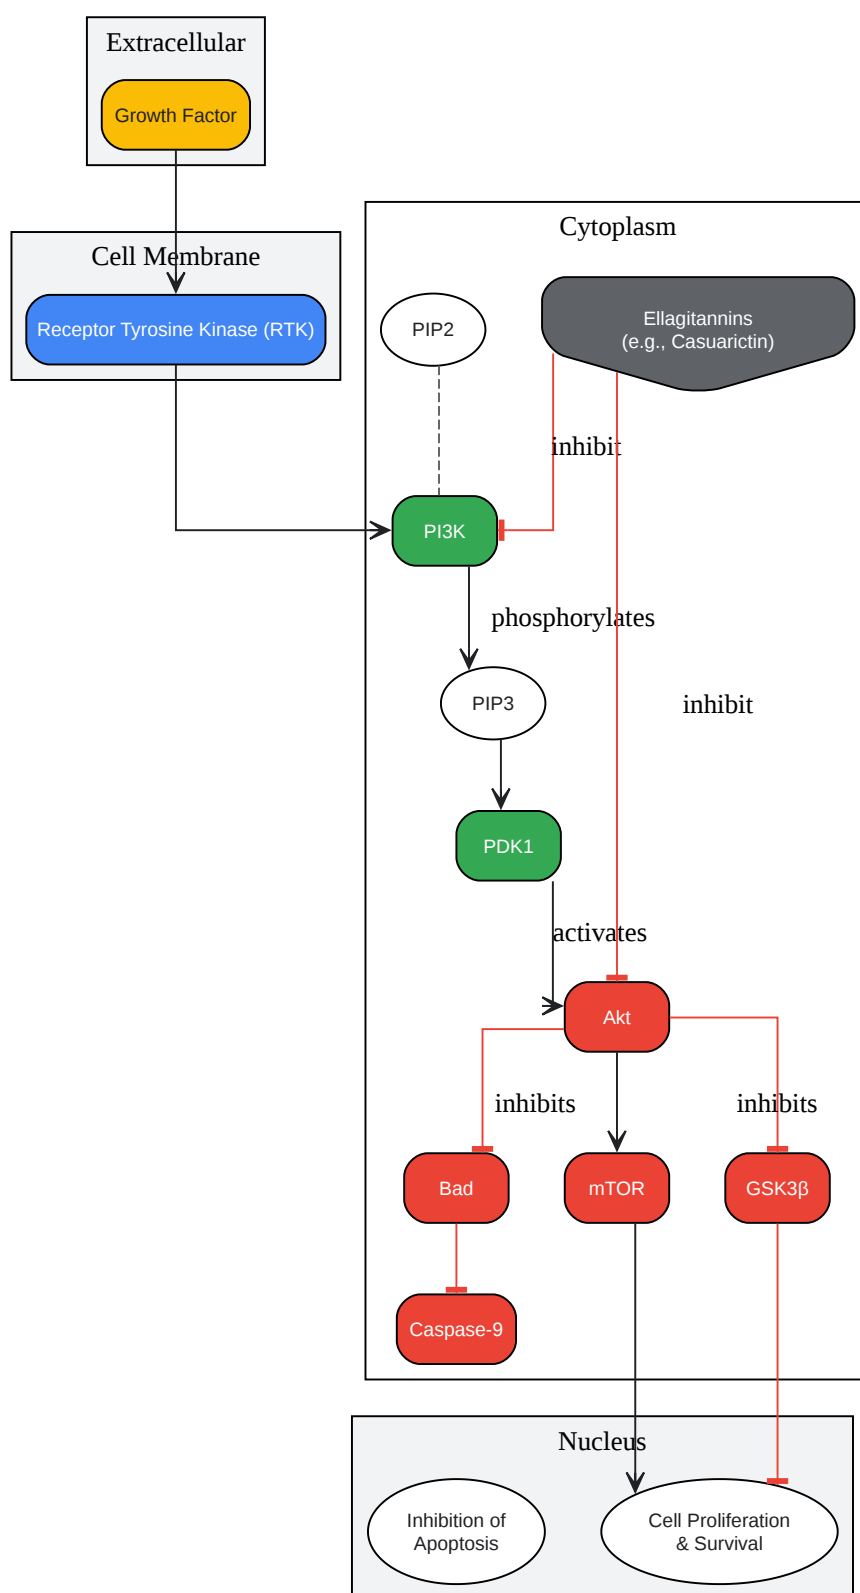 Extracellular
Growth Factor
Cell Membrane
Receptor Tyrosine Kinase (RTK)
Cytoplasm
PIP2
Ellagitannins
(e.g., Casuarictin)
inhibit
PI3K
phosphorylates
PIP3
inhibit
PDK1
activates
Akt
inhibits
inhibits
Bad
mTOR
GSK3β
Caspase-9
Nucleus
Inhibition of
Apoptosis
Cell Proliferation
& Survival